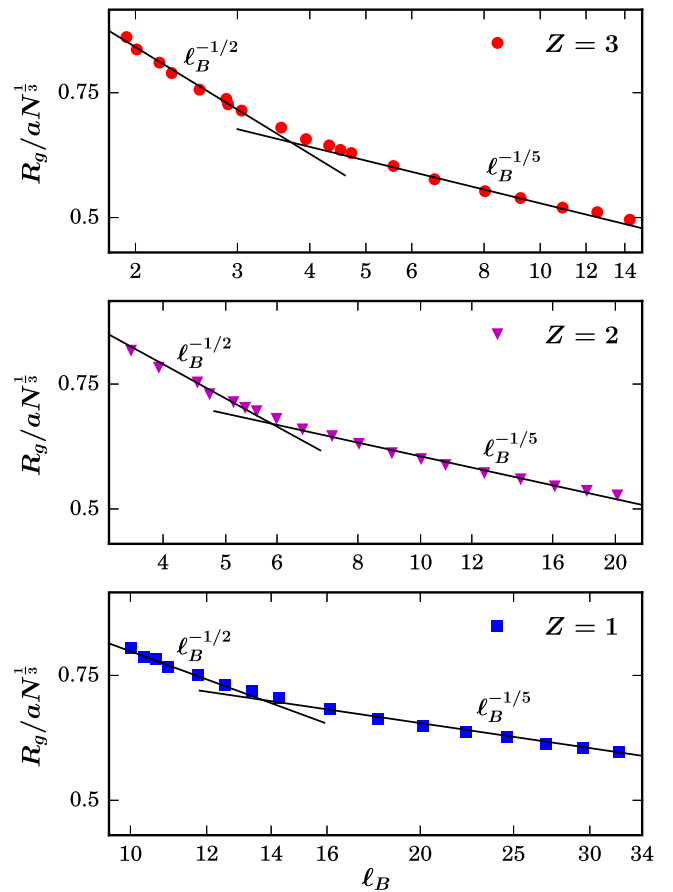 ℓ_B^{-1/2}
Z = 3
0.75
R_g/aN^{1/3}
ℓ_B^{-1/5}
0.5
2 3 4 5 6 8 10 12 14
ℓ_B^{-1/2}
Z = 2
0.75
R_g/aN^{1/3}
ℓ_B^{-1/5}
0.5
4 5 6 8 10 12 16 20
ℓ_B^{-1/2}
Z = 1
0.75
R_g/aN^{1/3}
ℓ_B^{-1/5}
0.5
10 12 14 16 20 25 30 34
ℓ_B